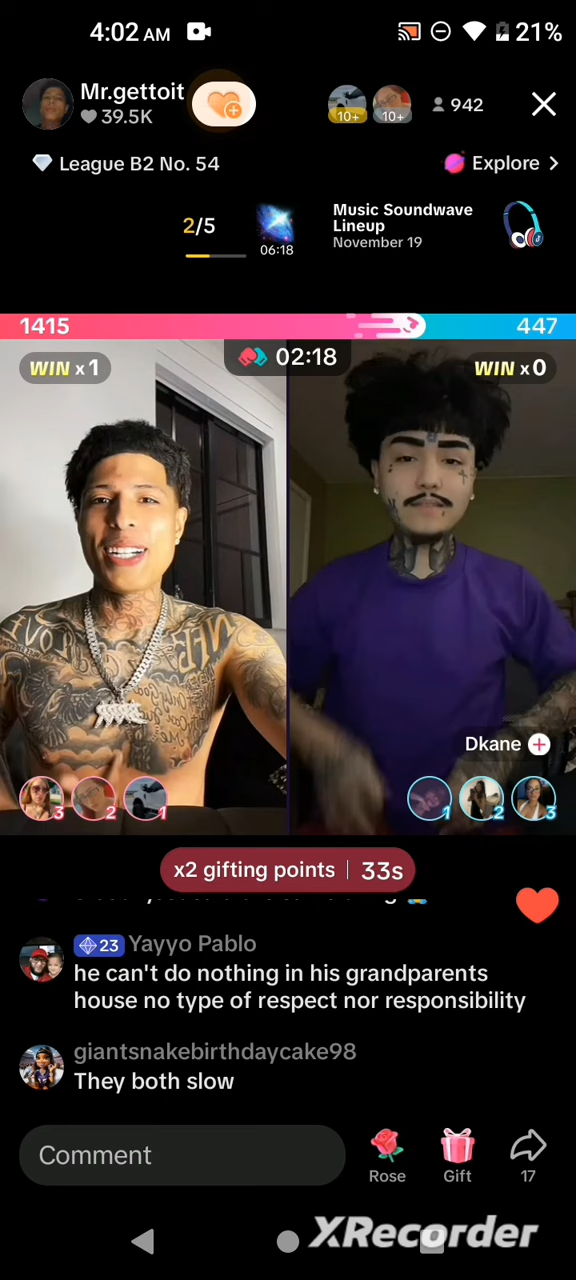 4:02 AM
21%
Mr.gettoit
39.5K
10+
10+
942
League B2 No. 54
Explore >
2/5
06:18
Music Soundwave
Lineup
November 19
1415
447
WIN x 1
02:18
WIN x 0
LOVE
Only God
Dkane
3
2
1
1
2
3
x2 gifting points | 33s
23 Yayyo Pablo
he can't do nothing in his grandparents
house no type of respect nor responsibility
giantsnakebirthdaycake98
They both slow
Comment
Rose
Gift
17
XRecorder